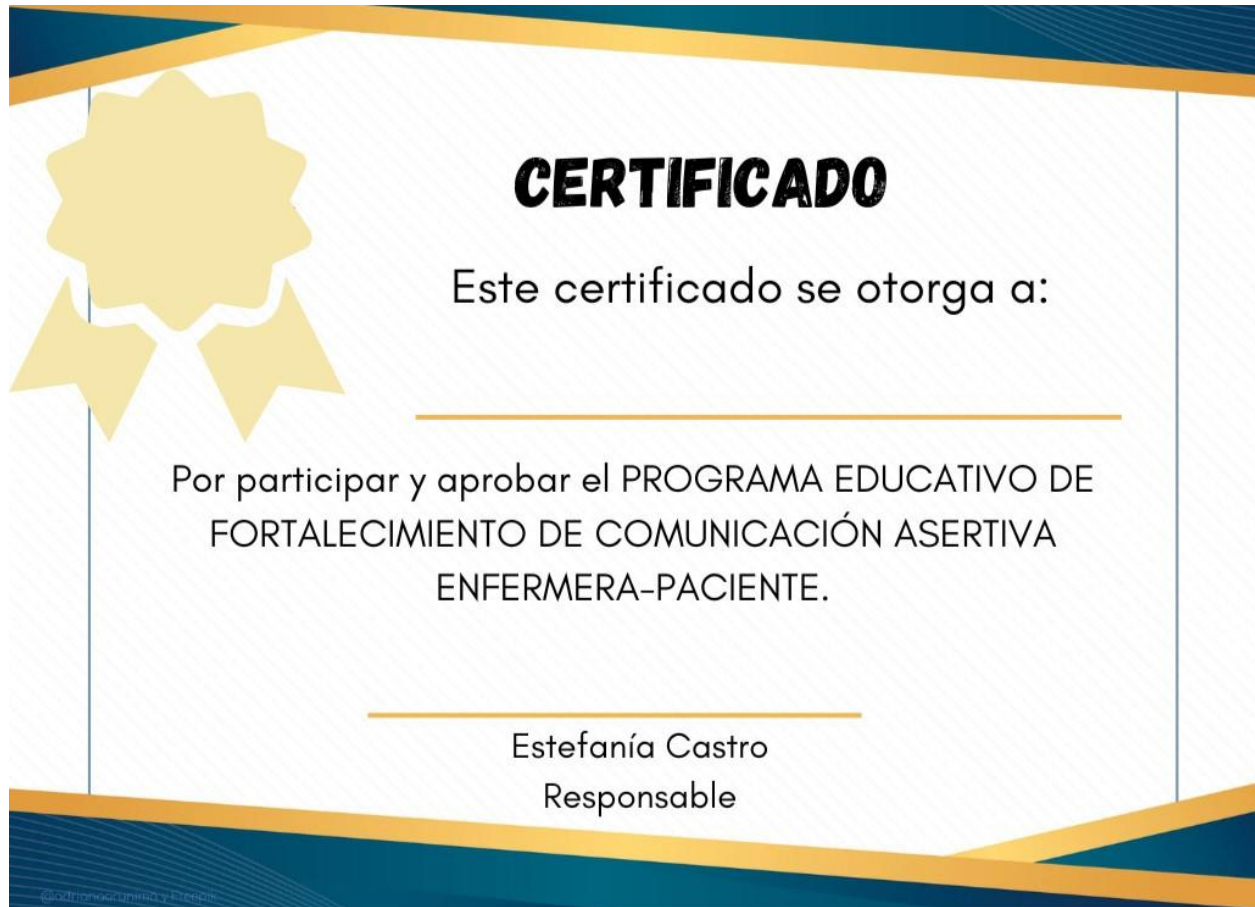 CERTIFICADO
Este certificado se otorga a:
Por participar y aprobar el PROGRAMA EDUCATIVO DE
FORTALECIMIENTO DE COMUNICACIÓN ASERTIVA
ENFERMERA-PACIENTE.
Estefanía Castro
Responsable